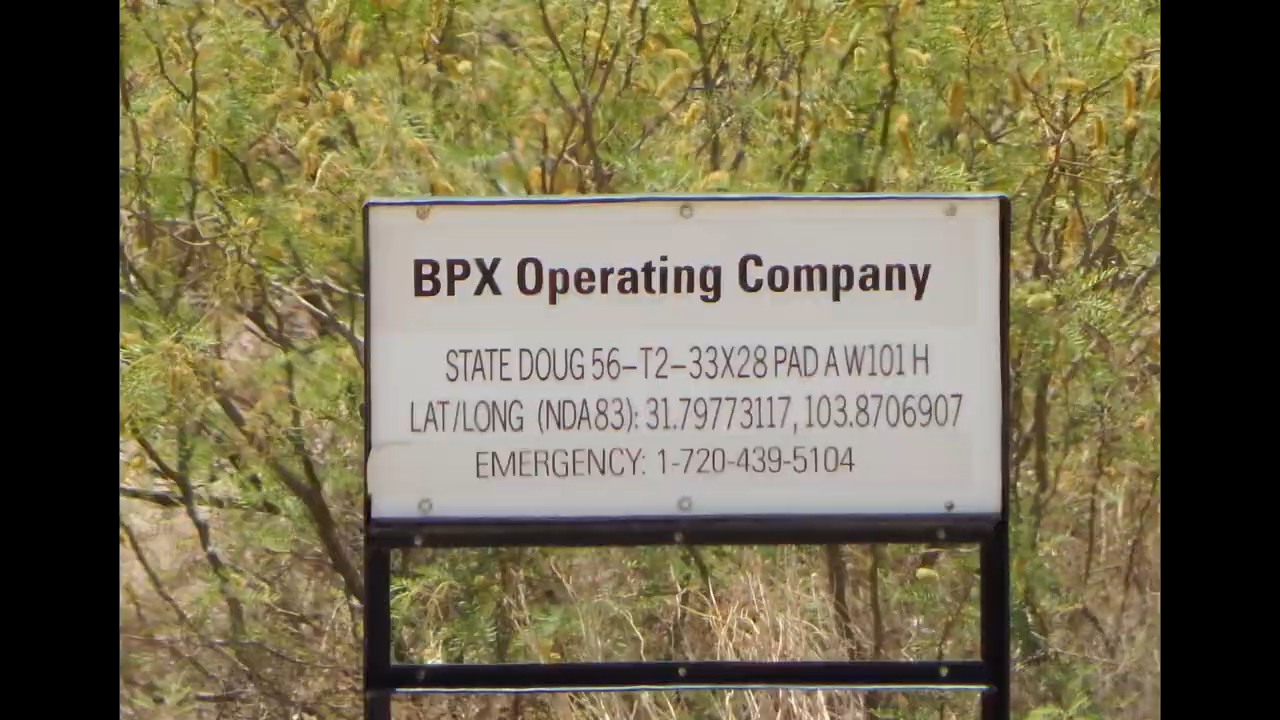 BPX Operating Company
STATE DOUG 56-T2-33X28 PAD A W101 H
LAT/LONG (NDA83): 31.79773117, 103.8706907
EMERGENCY: 1-720-439-5104